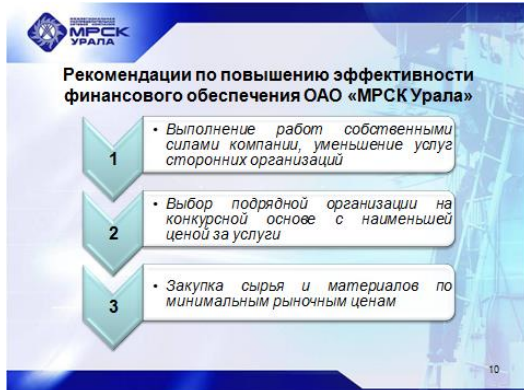 МРСК
УРАЛА
Рекомендации по повышению эффективности
финансового обеспечения ОАО «МРСК Урала»
1
• Выполнение работ собственными
силами компании, уменьшение услуг
сторонних организаций
2
• Выбор подрядной организации на
конкурсной основе с наименьшей
ценой за услуги
3
• Закупка сырья и материалов по
минимальным рыночным ценам
10